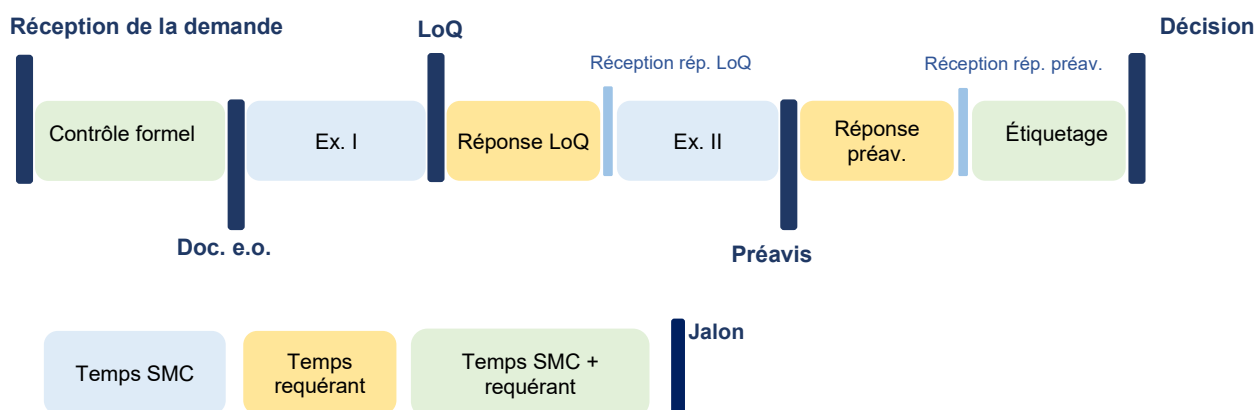 Réception de la demande
LoQ
Décision
Réception rép. LoQ
Réception rép. préav.
Contrôle formel
Ex. I
Réponse LoQ
Ex. II
Réponse
préav.
Étiquetage
Doc. e.o.
Préavis
Jalon
Temps SMC
Temps
requérant
Temps SMC +
requérant